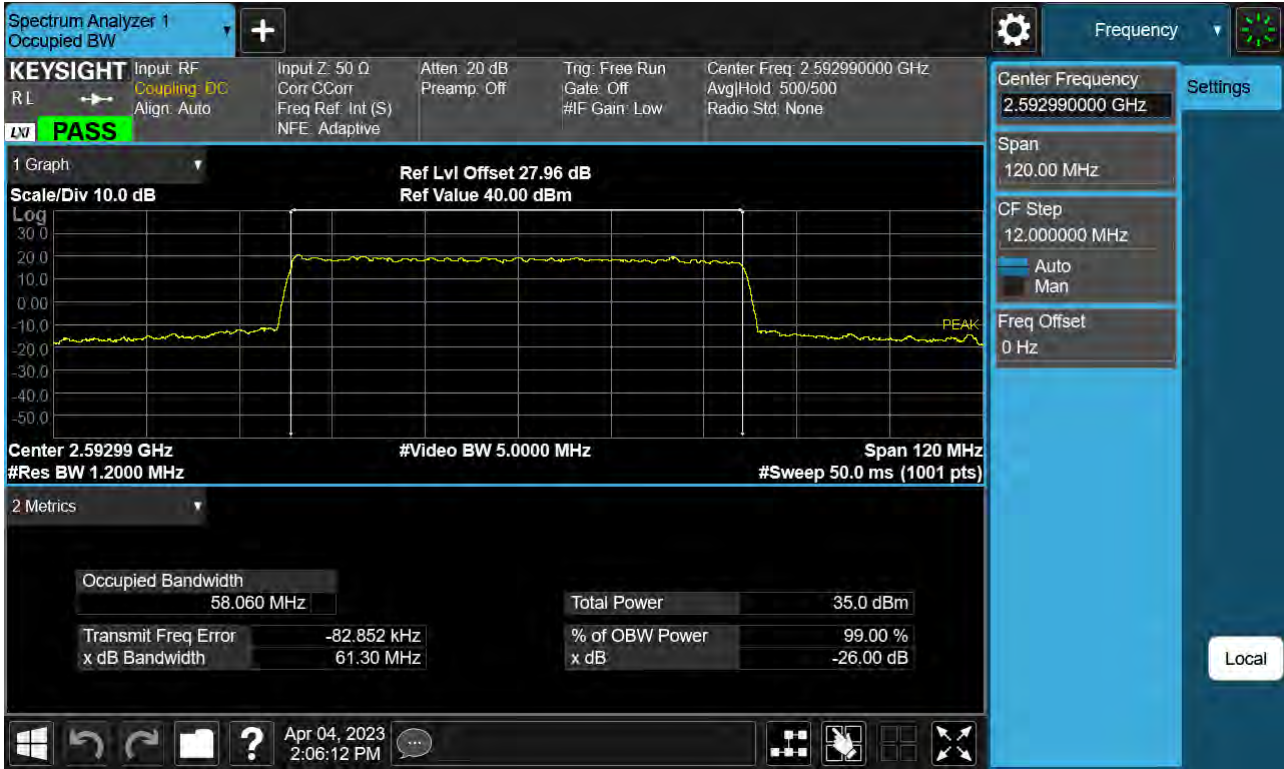 Spectrum Analyzer 1
Occupied BW
+
Frequency
KEYSIGHT
R L
LXI
PASS
Input: RF
Coupling: DC
Align: Auto
Input Z: 50 Ω
Corr CCorr
Freq Ref: Int (S)
NFE: Adaptive
Atten: 20 dB
Preamp: Off
Trig: Free Run
Gate: Off
#IF Gain: Low
Center Freq: 2.592990000 GHz
Avg|Hold: 500/500
Radio Std: None
Center Frequency
2.592990000 GHz
Settings
Span
120.00 MHz
CF Step
12.000000 MHz
Auto
Man
Freq Offset
0 Hz
Local
1 Graph
Scale/Div 10.0 dB
Ref Lvl Offset 27.96 dB
Ref Value 40.00 dBm
Log
30.0
20.0
10.0
0.00
-10.0
-20.0
-30.0
-40.0
-50.0
PEAK
Center 2.59299 GHz
#Video BW 5.0000 MHz
Span 120 MHz
#Res BW 1.2000 MHz
#Sweep 50.0 ms (1001 pts)
2 Metrics
Occupied Bandwidth
58.060 MHz
Total Power 35.0 dBm
Transmit Freq Error -82.852 kHz
% of OBW Power 99.00 %
x dB Bandwidth 61.30 MHz
x dB -26.00 dB
?
Apr 04, 2023
2:06:12 PM